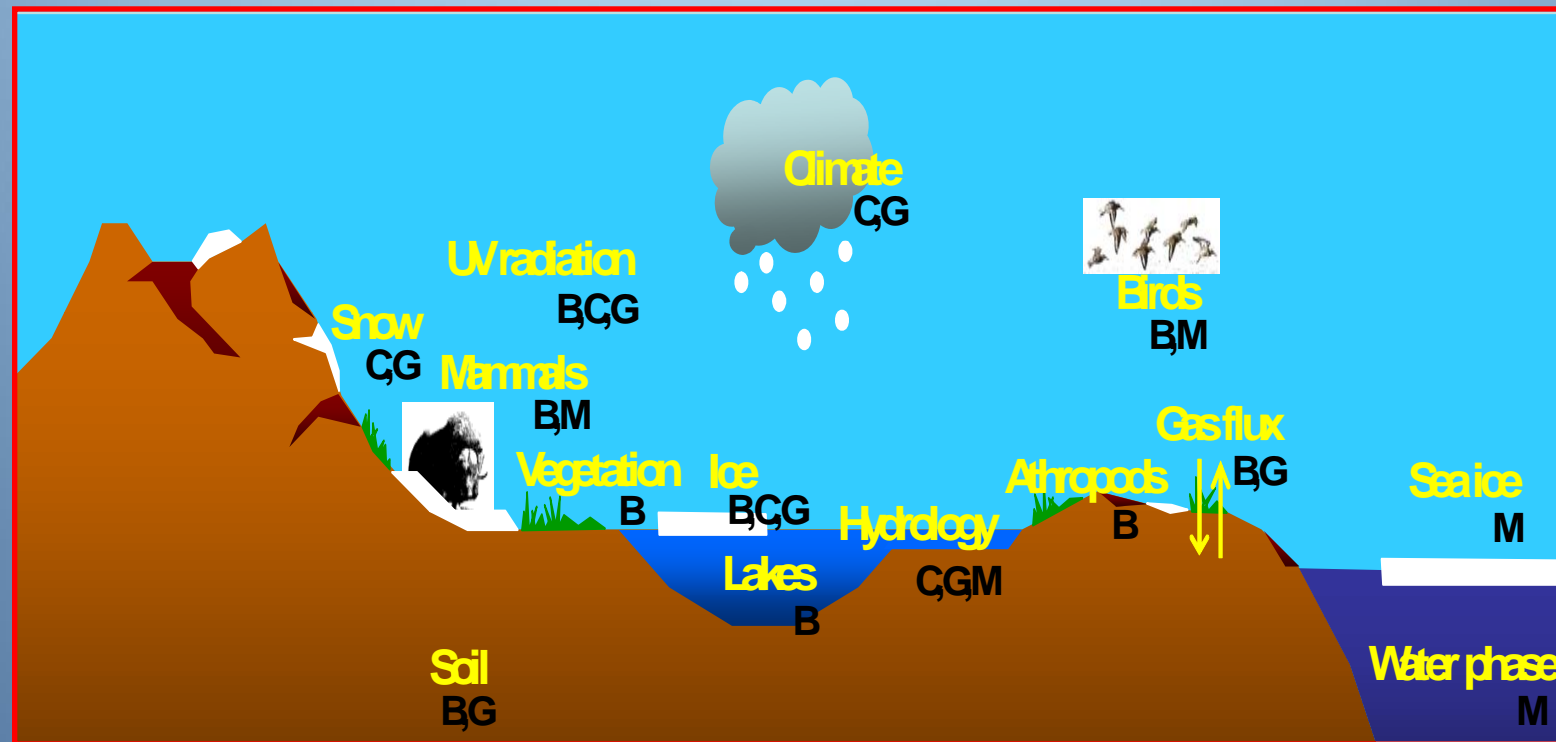 Climate
C,G
UV radiation
B,C,G
Birds
B,M
Snow
C,G
Mammals
B,M
Gas flux
B,G
Vegetation
B
Ice
B,C,G
Athropods
B
Sea ice
M
Hydrology
C,G,M
Lakes
B
Soil
B,G
Water phase
M